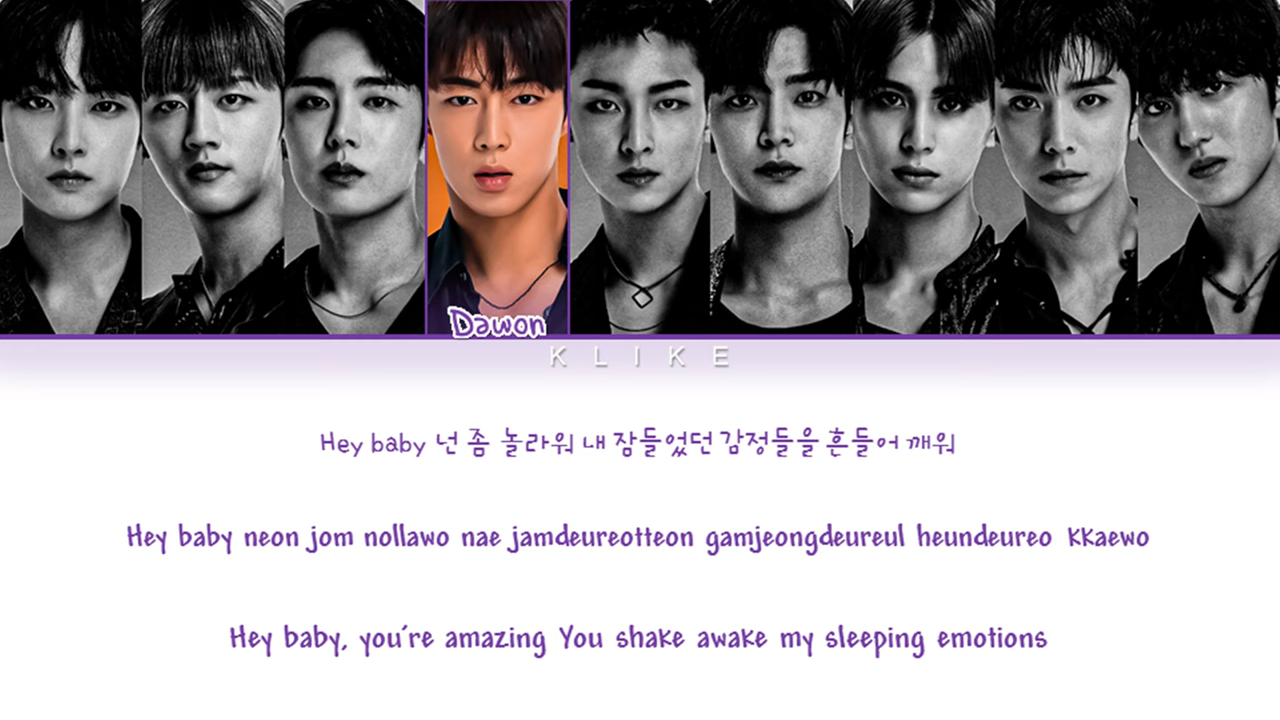 Dawon
K L I K E
Hey baby 넌 좀 놀라워 내 잠들었던 감정들을 흔들어 깨워
Hey baby neon jom nollawo nae jamdeureotteon gamjeongdeureul heundeureo kkaewo
Hey baby, you're amazing You shake awake my sleeping emotions